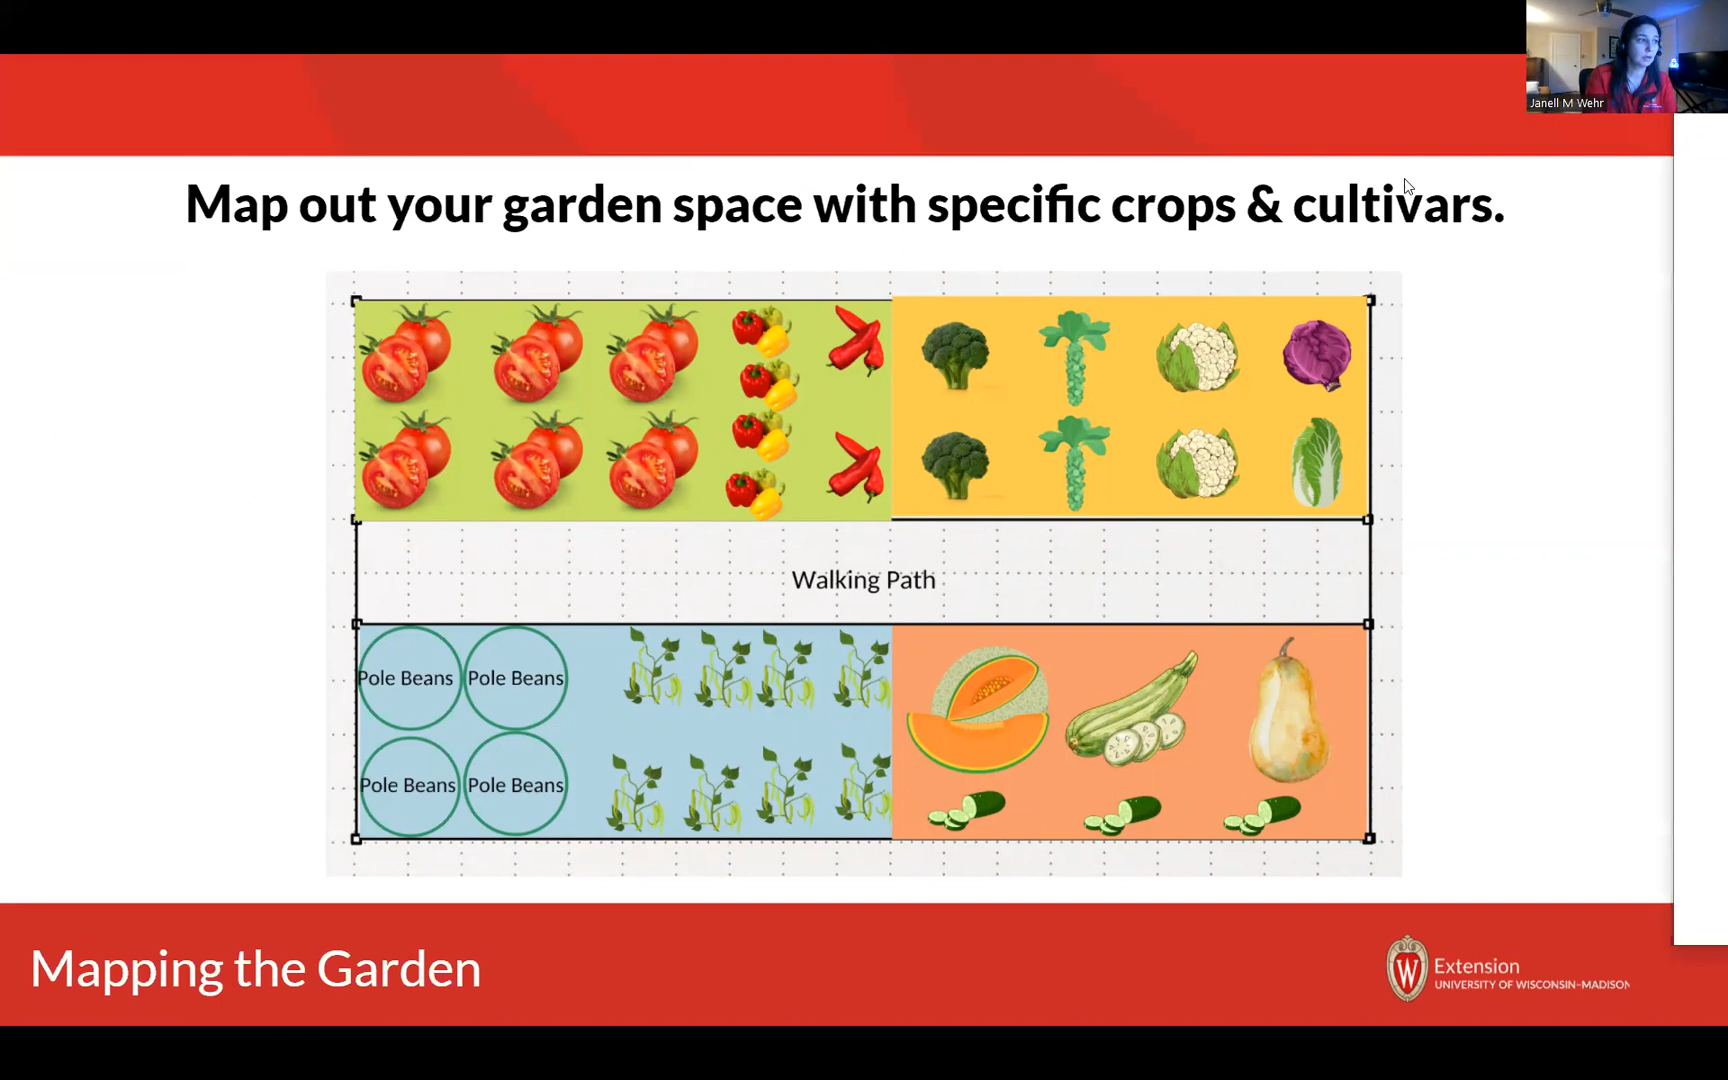 Janell M Wehr
Map out your garden space with specific crops & cultivars.
Walking Path
Pole Beans Pole Beans
Pole Beans Pole Beans
Mapping the Garden
W
Extension
UNIVERSITY OF WISCONSIN-MADISON